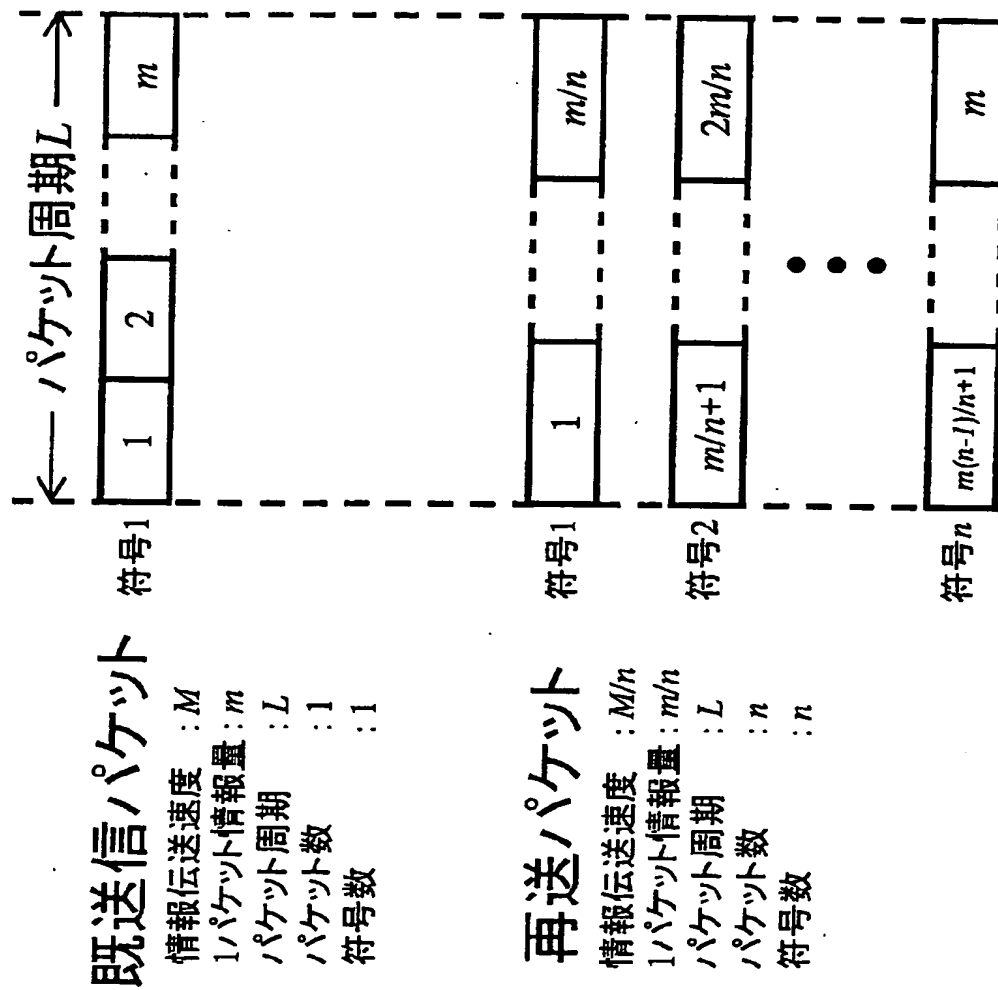 パケット周期L
既送信パケット
情報伝送速度 : M
1パケット情報量 : m
パケット周期 : L
パケット数 : 1
符号数 : 1
符号1
1
2
m
再送パケット
情報伝送速度 : M/n
1パケット情報量 : m/n
パケット周期 : L
パケット数 : n
符号数 : n
符号1
1
m/n
符号2
m/n+1
2m/n
符号n
m(n-1)/n+1
m